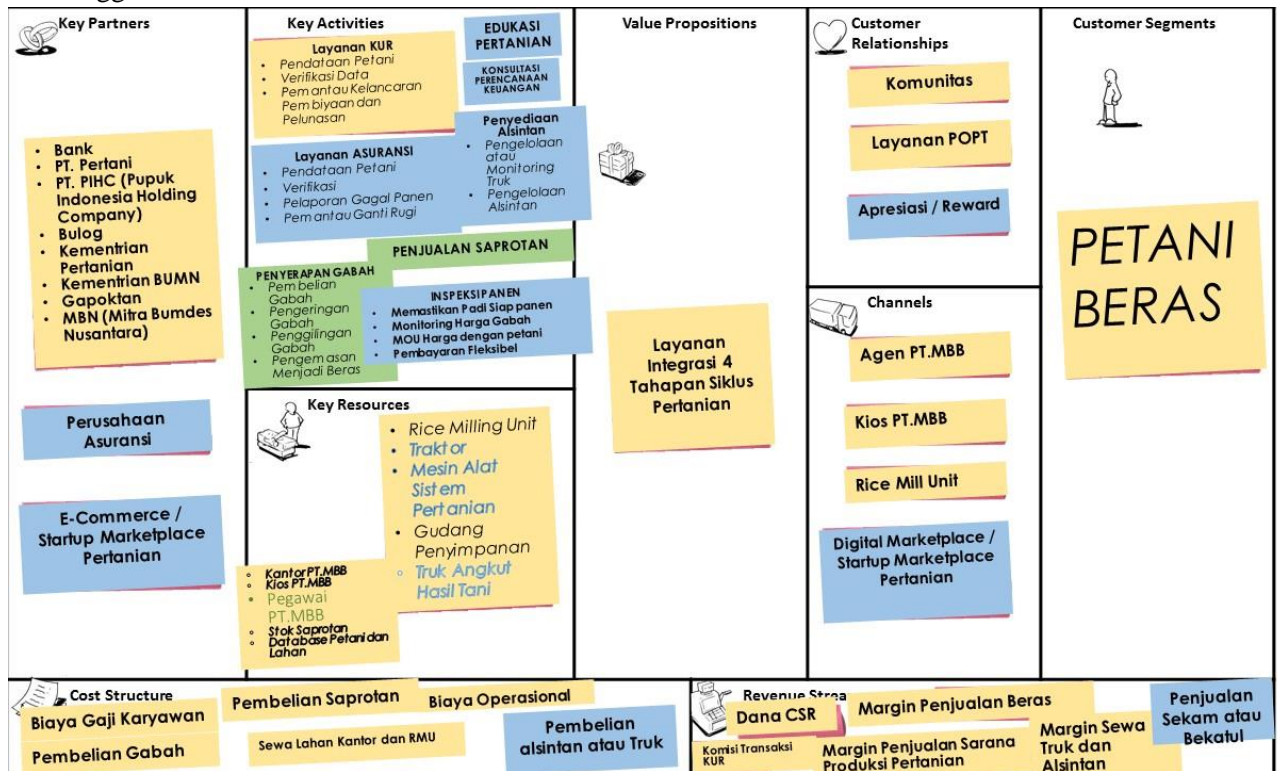 Key Partners
• Bank
• PT. Pertani
• PT. PIHC (Pupuk
Indonesia Holding
Company)
• Bulog
• Kementrian
Pertanian
• Kementrian BUMN
• Gapoktan
• MBN (Mitra Bumdes
Nusantara)
Perusahaan
Asuransi
E-Commerce /
Startup Marketplace
Pertanian
Key Activities
Layanan KUR
• Pendataan Petani
• Verifikasi Data
• Pemantau Kelancaran
Pembiyaan dan
Pelunasan
EDUKASI
PERTANIAN
KONSULTASI
PERENCANAAN
KEUANGAN
Layanan ASURANSI
• Pendataan Petani
• Verifikasi
• Pelaporan Gagal Panen
• Pemantau Ganti Rugi
Penyediaan
Alsintan
• Pengelolaan
atau
Monitoring
Truk
• Pengelolaan
Alsintan
PENJUALAN SAPROTAN
PENYERAPAN GABAH
• Pembelian
Gabah
• Pengeringan
Gabah
• Penggilingan
Gabah
• Pengemasan
Menjadi Beras
INSPEKSI PANEN
• Memastikan Padi Siap panen
• Monitoring Harga Gabah
• MOU Harga dengan petani
• Pembayaran Fleksibel
Key Resources
• Rice Milling Unit
• Traktor
• Mesin Alat
Sistem
Pertanian
• Gudang
Penyimpanan
◦ Truk Angkut
Hasil Tani
◦ Kantor PT.MBB
◦ Kios PT.MBB
• Pegawai
PT.MBB
◦ Stok Saprotan
◦ Database Petani dan
Lahan
Value Propositions
Layanan
Integrasi 4
Tahapan Siklus
Pertanian
Customer
Relationships
Komunitas
Layanan POPT
Apresiasi / Reward
Channels
Agen PT.MBB
Kios PT.MBB
Rice Mill Unit
Digital Marketplace /
Startup Marketplace
Pertanian
Customer Segments
PETANI
BERAS
Cost Structure
Biaya Gaji Karyawan
Pembelian Gabah
Pembelian Saprotan
Sewa Lahan Kantor dan RMU
Biaya Operasional
Pembelian
alsintan atau Truk
Revenue Strea
Dana CSR
Komisi Transaksi
KUR
Margin Penjualan Beras
Margin Penjualan Sarana
Produksi Pertanian
Margin Sewa
Truk dan
Alsintan
Penjualan
Sekam atau
Bekatul